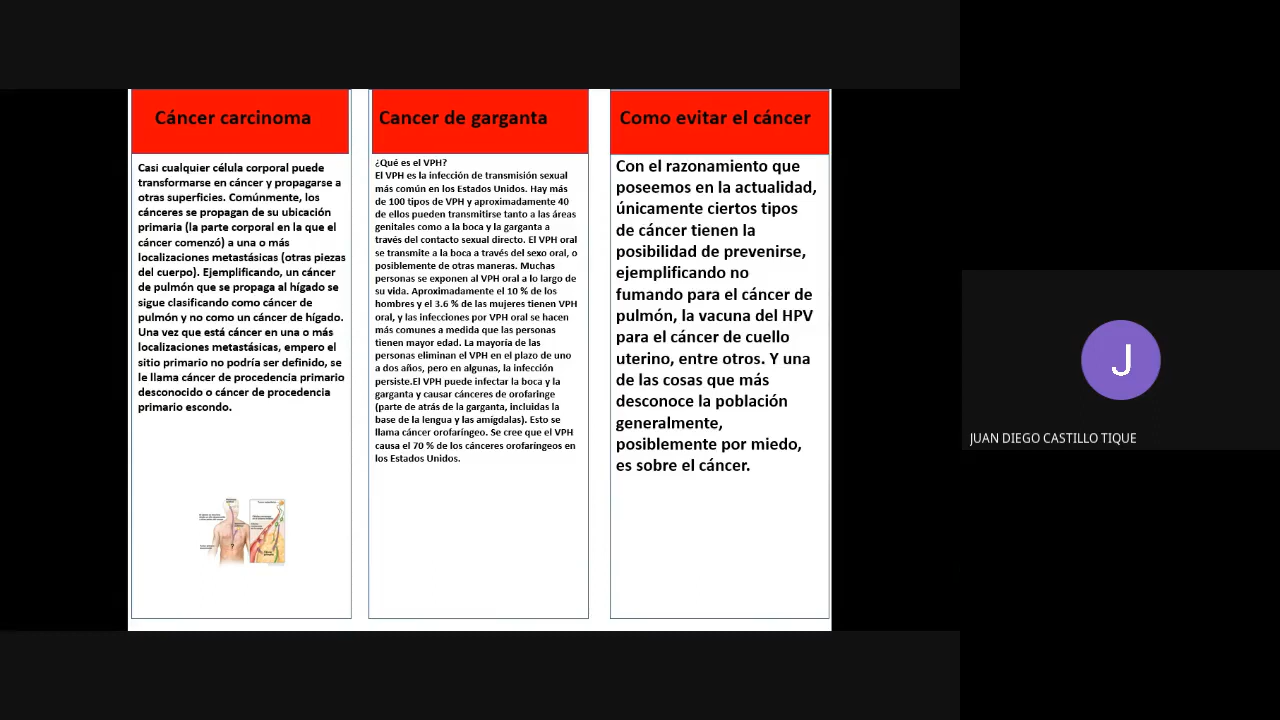 Cáncer carcinoma
Casi cualquier célula corporal puede
transformarse en cáncer y propagarse a
otras superficies. Comúnmente, los
cánceres se propagan de su ubicación
primaria (la parte corporal en la que el
cáncer comenzó) a una o más
localizaciones metastásicas (otras piezas
del cuerpo). Ejemplificando, un cáncer
de pulmón que se propaga al hígado se
sigue clasificando como cáncer de
pulmón y no como un cáncer de hígado.
Una vez que está cáncer en una o más
localizaciones metastásicas, empero el
sitio primario no podría ser definido, se
le llama cáncer de procedencia primario
desconocido o cáncer de procedencia
primario escondo.
Cancer de garganta
¿Qué es el VPH?
El VPH es la infección de transmisión sexual
más común en los Estados Unidos. Hay más
de 100 tipos de VPH y aproximadamente 40
de ellos pueden transmitirse tanto a las áreas
genitales como a la boca y la garganta a
través del contacto sexual directo. El VPH oral
se transmite a la boca a través del sexo oral, o
posiblemente de otras maneras. Muchas
personas se exponen al VPH oral a lo largo de
su vida. Aproximadamente el 10 % de los
hombres y el 3.6 % de las mujeres tienen VPH
oral, y las infecciones por VPH oral se hacen
más comunes a medida que las personas
tienen mayor edad. La mayoría de las
personas eliminan el VPH en el plazo de uno
a dos años, pero en algunas, la infección
persiste.El VPH puede infectar la boca y la
garganta y causar cánceres de orofaringe
(parte de atrás de la garganta, incluidas la
base de la lengua y las amígdalas). Esto se
llama cáncer orofaríngeo. Se cree que el VPH
causa el 70 % de los cánceres orofaríngeos en
los Estados Unidos.
Como evitar el cáncer
Con el razonamiento que
poseemos en la actualidad,
únicamente ciertos tipos
de cáncer tienen la
posibilidad de prevenirse,
ejemplificando no
fumando para el cáncer de
pulmón, la vacuna del HPV
para el cáncer de cuello
uterino, entre otros. Y una
de las cosas que más
desconoce la población
generalmente,
posiblemente por miedo,
es sobre el cáncer.
J
JUAN DIEGO CASTILLO TIQUE